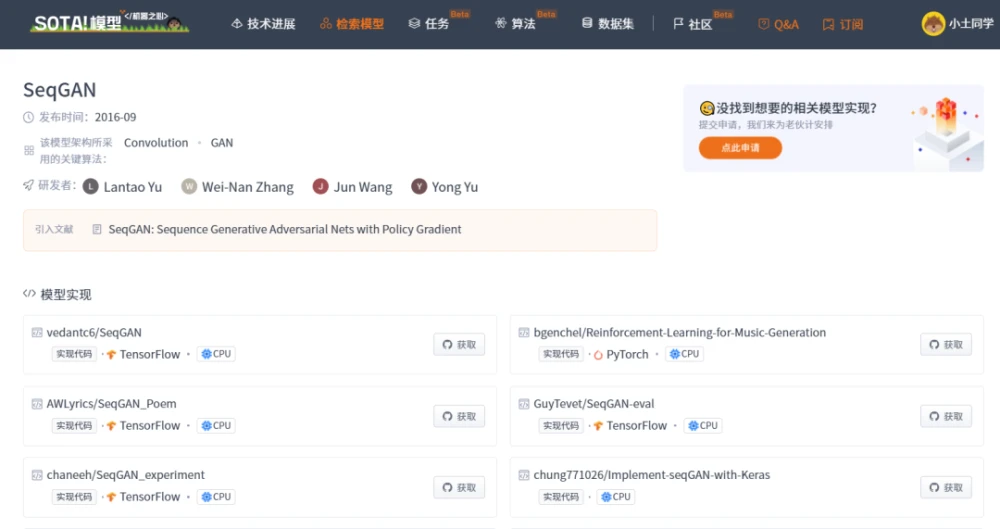 SOTA!模型 </机器之心>
技术进展 检索模型 任务 Beta 算法 Beta 数据集 社区 Beta Q&A 订阅 小土同学
SeqGAN
发布时间: 2016-09
该模型架构所采用的关键算法: Convolution • GAN
研发者: L Lantao Yu W Wei-Nan Zhang J Jun Wang Y Yong Yu
引入文献 SeqGAN: Sequence Generative Adversarial Nets with Policy Gradient
没找到想要的相关模型实现?
提交申请，我们来为老伙计安排
点此申请
</> 模型实现
vedantc6/SeqGAN
实现代码 · TensorFlow • CPU
获取
bgenchel/Reinforcement-Learning-for-Music-Generation
实现代码 · PyTorch • CPU
获取
AWLyrics/SeqGAN_Poem
实现代码 · TensorFlow • CPU
获取
GuyTevet/SeqGAN-eval
实现代码 · TensorFlow • CPU
获取
chaneeh/SeqGAN_experiment
实现代码 · TensorFlow • CPU
获取
chung771026/Implement-seqGAN-with-Keras
实现代码 • CPU
获取